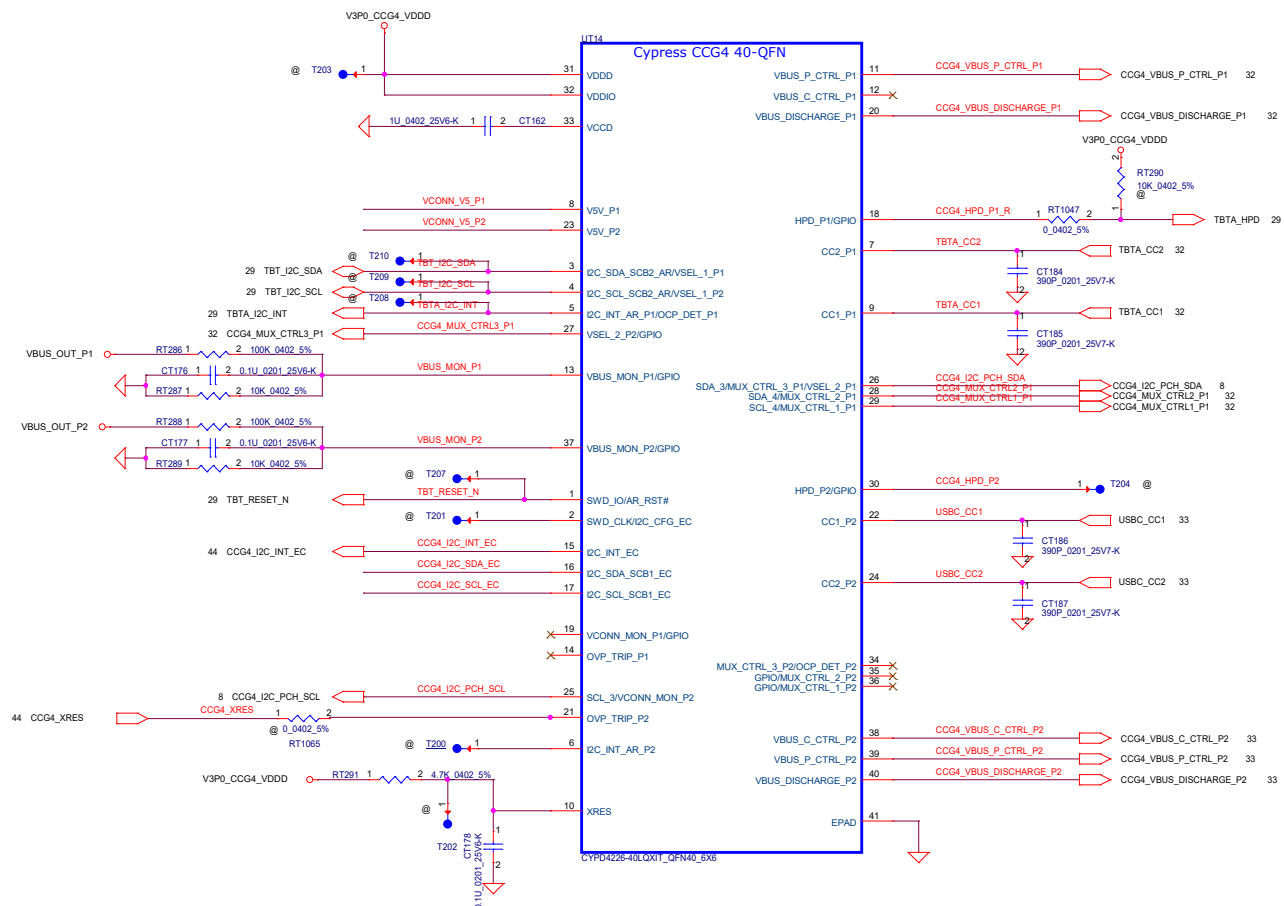 V3P0_CCG4_VDDD
UT14
Cypress CCG4 40-QFN
@ T203 1 31 VDDD
32 VDDIO
1U_0402_25V6-K 1 2 CT162 33 VCCD
VCONN_V5_P1 8 V5V_P1
VCONN_V5_P2 23 V5V_P2
@ T210 1 TBT_I2C_SDA
29 TBT_I2C_SDA 3 I2C_SDA_SCB2_AR/VSEL_1_P1
@ T209 1 TBT_I2C_SCL
29 TBT_I2C_SCL 4 I2C_SCL_SCB2_AR/VSEL_1_P2
@ T208 1 TBTA_I2C_INT
29 TBTA_I2C_INT 5 I2C_INT_AR_P1/OCP_DET_P1
32 CCG4_MUX_CTRL3_P1 CCG4_MUX_CTRL3_P1 27 VSEL_2_P2/GPIO
VBUS_OUT_P1 RT286 1 2 100K_0402_5%
CT176 1 2 0.1U_0201_25V6-K VBUS_MON_P1 13 VBUS_MON_P1/GPIO
RT287 1 2 10K_0402_5%
VBUS_OUT_P2 RT288 1 2 100K_0402_5%
CT177 1 2 0.1U_0201_25V6-K VBUS_MON_P2 37 VBUS_MON_P2/GPIO
RT289 1 2 10K_0402_5%
@ T207 1
29 TBT_RESET_N TBT_RESET_N 1 SWD_IO/AR_RST#
@ T201 1 2 SWD_CLK/I2C_CFG_EC
44 CCG4_I2C_INT_EC CCG4_I2C_INT_EC 15 I2C_INT_EC
CCG4_I2C_SDA_EC 16 I2C_SDA_SCB1_EC
CCG4_I2C_SCL_EC 17 I2C_SCL_SCB1_EC
19 VCONN_MON_P1/GPIO
14 OVP_TRIP_P1
8 CCG4_I2C_PCH_SCL CCG4_I2C_PCH_SCL 25 SCL_3/VCONN_MON_P2
44 CCG4_XRES CCG4_XRES 1 2 21 OVP_TRIP_P2
@ 0_0402_5%
RT1065
@ T200 1 6 I2C_INT_AR_P2
V3P0_CCG4_VDDD RT291 1 2 4.7K_0402_5%
@ 1 10 XRES
T202
CT178 1 2
0.1U_0201_25V6-K
CYPD4226-40LQXIT_QFN40_6X6
VBUS_P_CTRL_P1 11 CCG4_VBUS_P_CTRL_P1 CCG4_VBUS_P_CTRL_P1 32
VBUS_C_CTRL_P1 12
VBUS_DISCHARGE_P1 20 CCG4_VBUS_DISCHARGE_P1 CCG4_VBUS_DISCHARGE_P1 32
V3P0_CCG4_VDDD
2
RT290
10K_0402_5%
@
1
HPD_P1/GPIO 18 CCG4_HPD_P1_R 1 RT1047 2 TBTA_HPD 29
0_0402_5%
CC2_P1 7 TBTA_CC2 TBTA_CC2 32
1
CT184
390P_0201_25V7-K
2
CC1_P1 9 TBTA_CC1 TBTA_CC1 32
1
CT185
390P_0201_25V7-K
2
SDA_3/MUX_CTRL_3_P1/VSEL_2_P1 26 CCG4_I2C_PCH_SDA CCG4_I2C_PCH_SDA 8
SDA_4/MUX_CTRL_2_P1 28 CCG4_MUX_CTRL2_P1 CCG4_MUX_CTRL2_P1 32
SCL_4/MUX_CTRL_1_P1 29 CCG4_MUX_CTRL1_P1 CCG4_MUX_CTRL1_P1 32
HPD_P2/GPIO 30 CCG4_HPD_P2 1 T204 @
CC1_P2 22 USBC_CC1 USBC_CC1 33
1
CT186
390P_0201_25V7-K
2
CC2_P2 24 USBC_CC2 USBC_CC2 33
1
CT187
390P_0201_25V7-K
2
MUX_CTRL_3_P2/OCP_DET_P2 34
GPIO/MUX_CTRL_2_P2 35
GPIO/MUX_CTRL_1_P2 36
VBUS_C_CTRL_P2 38 CCG4_VBUS_C_CTRL_P2 CCG4_VBUS_C_CTRL_P2 33
VBUS_P_CTRL_P2 39 CCG4_VBUS_P_CTRL_P2 CCG4_VBUS_P_CTRL_P2 33
VBUS_DISCHARGE_P2 40 CCG4_VBUS_DISCHARGE_P2 CCG4_VBUS_DISCHARGE_P2 33
EPAD 41